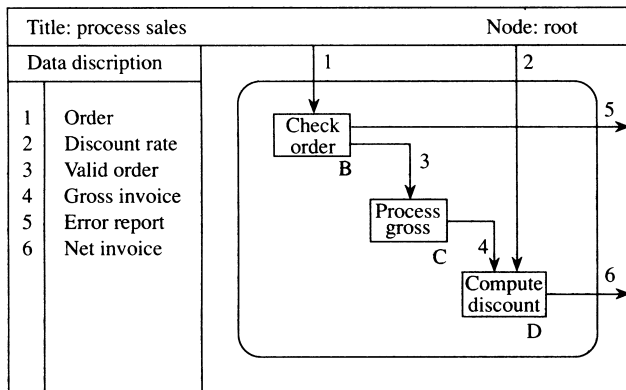 Title: process sales Node: root
Data discription
1 Order
2 Discount rate
3 Valid order
4 Gross invoice
5 Error report
6 Net invoice
1
2
Check
order
B
5
3
Process
gross
C
4
Compute
discount
D
6